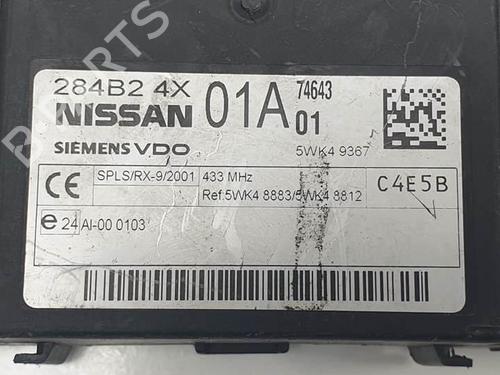 284B2 4X 01A 74643
NISSAN 01
SIEMENS VDO 5WK4 9367
CE SPLS/RX-9/2001 433 MHz C4E5B
Ref:5WK4 8883/5WK4 8812
e 24 AI-00 0103
B-PARTS